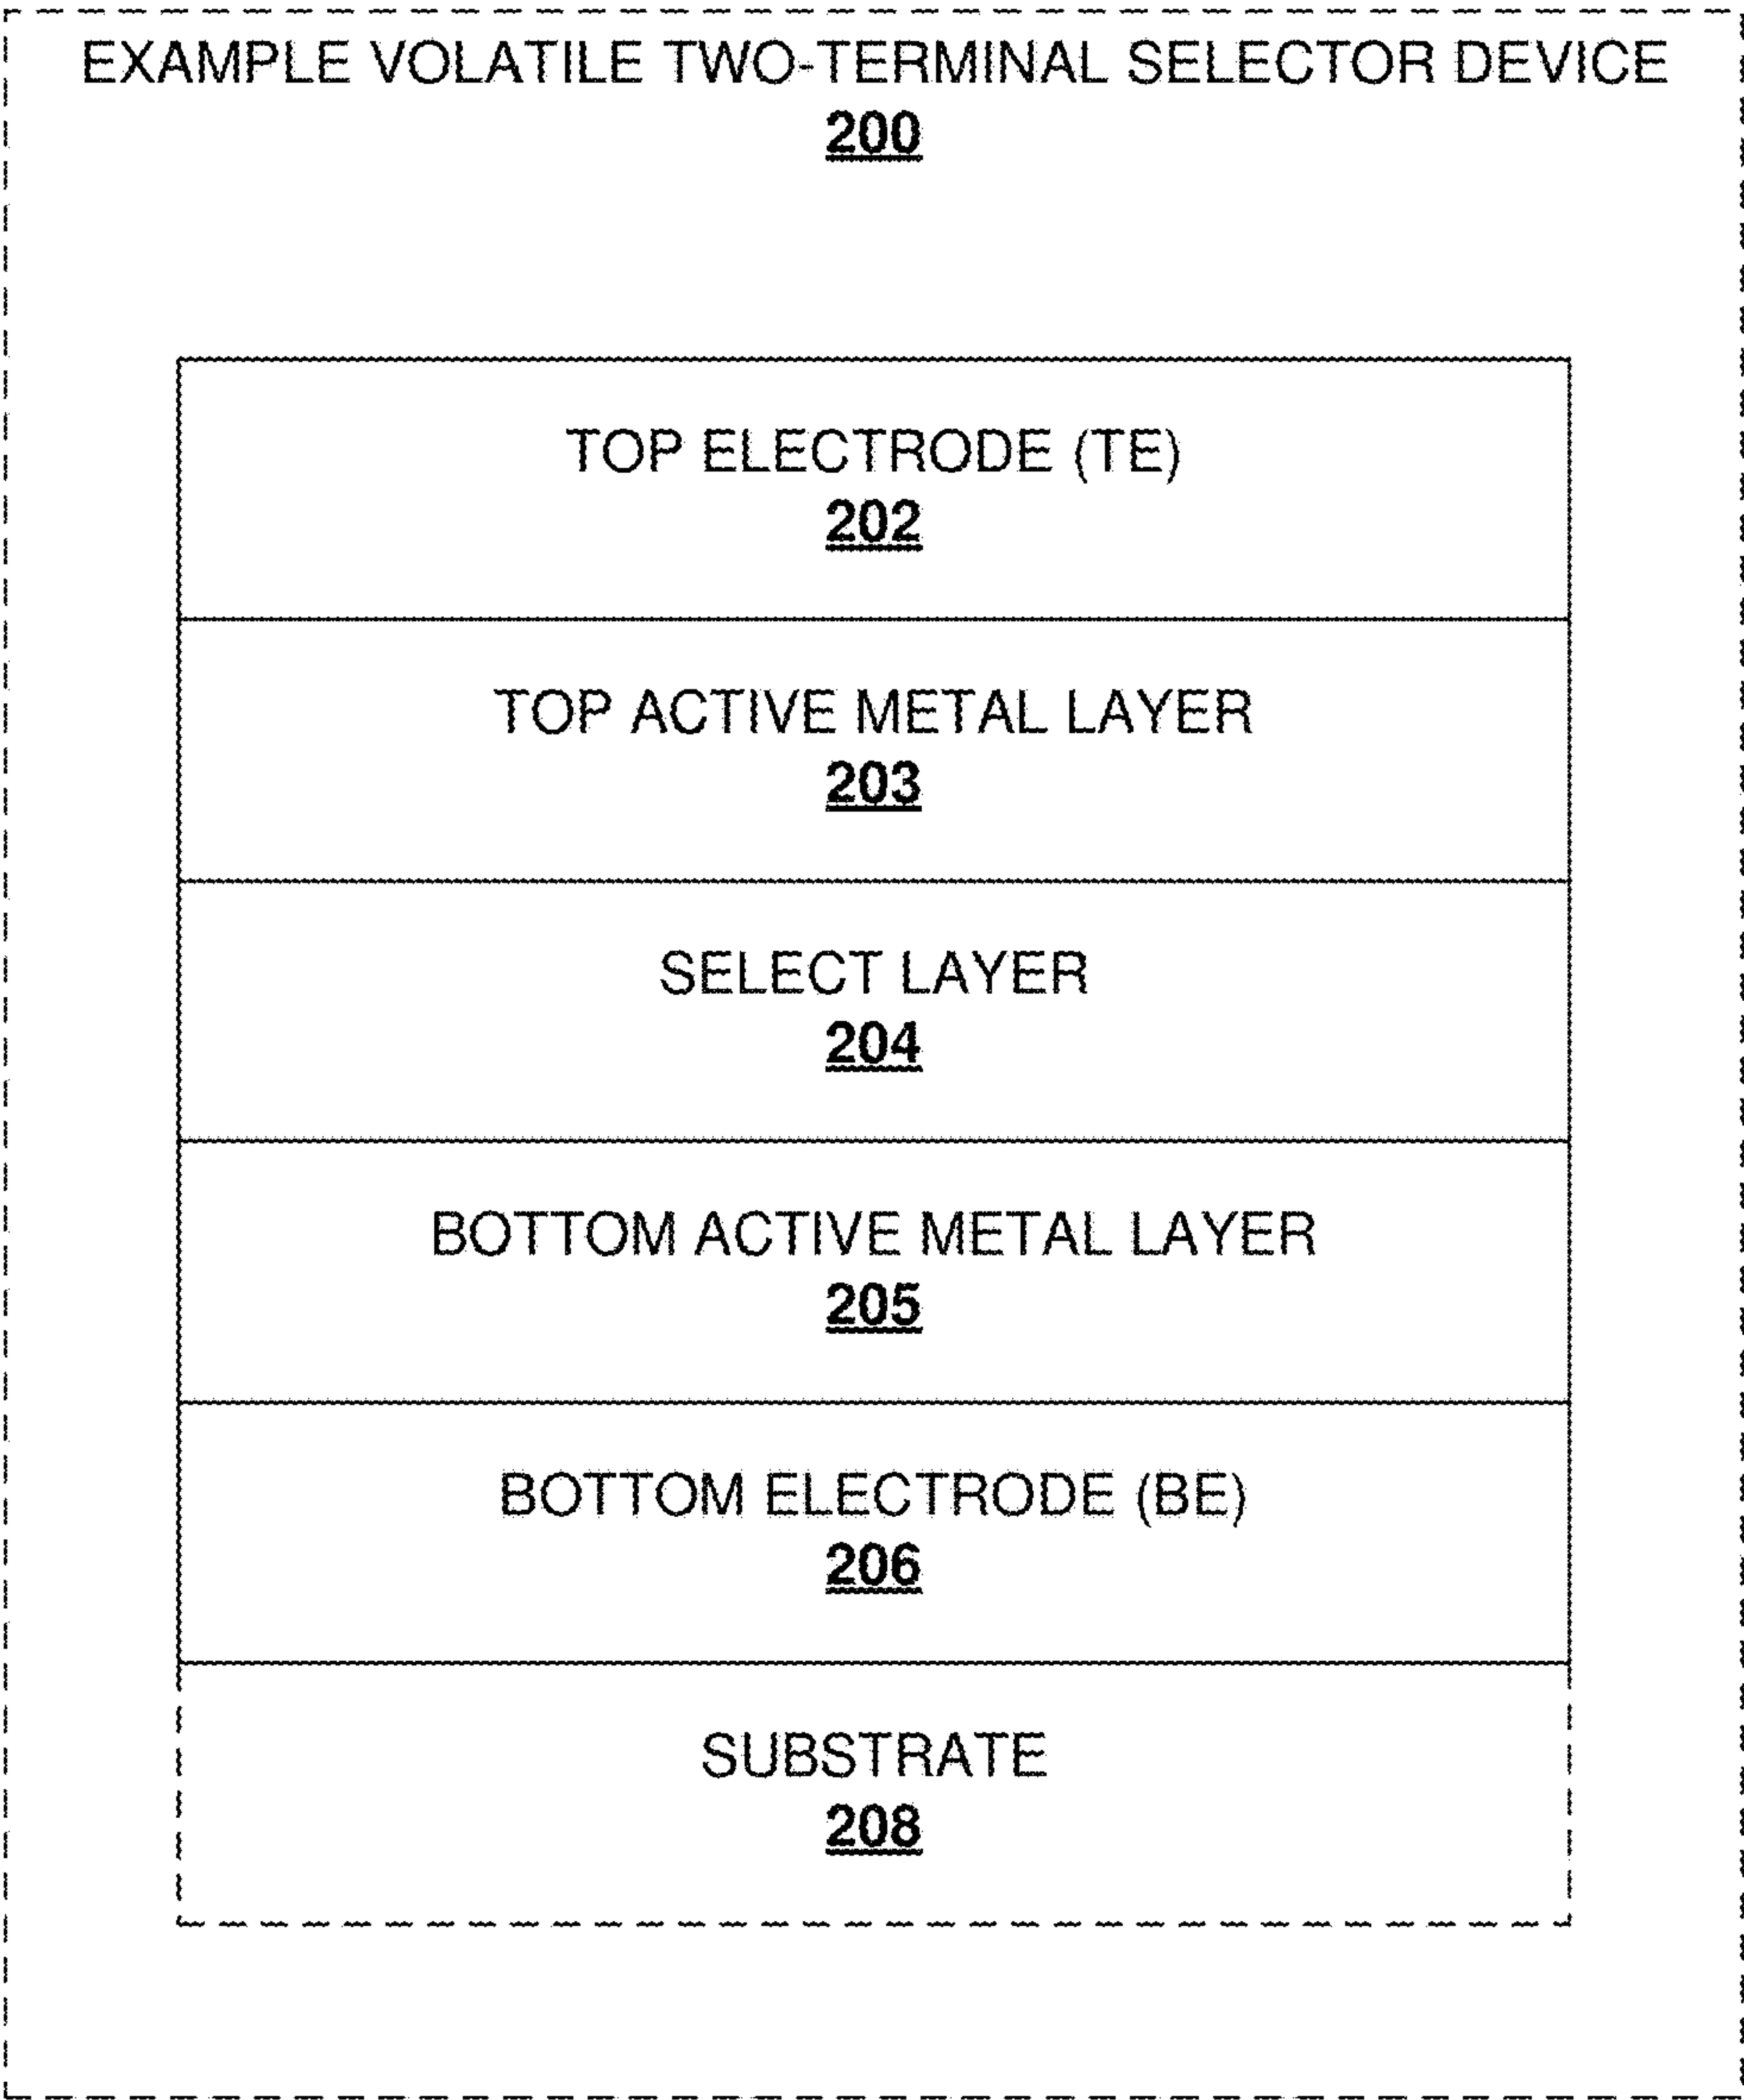 EXAMPLE VOLATILE TWO-TERMINAL SELECTOR DEVICE
200
TOP ELECTRODE (TE)
202
TOP ACTIVE METAL LAYER
203
SELECT LAYER
204
BOTTOM ACTIVE METAL LAYER
205
BOTTOM ELECTRODE (BE)
206
SUBSTRATE
208